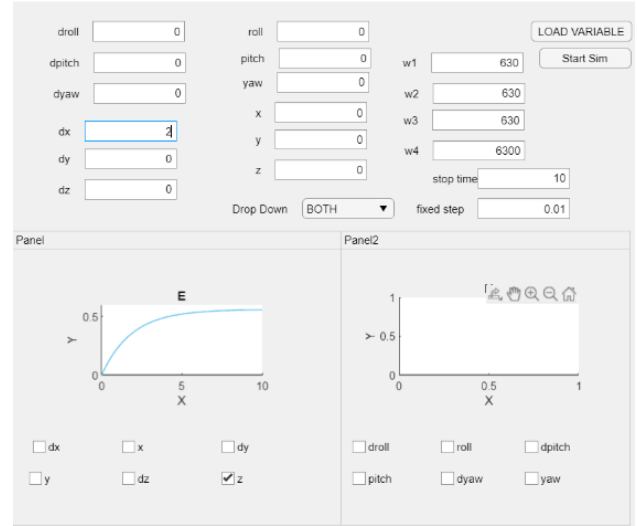 droll 0 roll 0 LOAD VARIABLE
dpitch 0 pitch 0 w1 630 Start Sim
dyaw 0 yaw 0 w2 630
dx 2 x 0 w3 630
dy 0 y 0 w4 6300
dz 0 z 0 stop time 10
Drop Down BOTH fixed step 0.01
Panel Panel2
E
0.5
0
Y
0 5 10
X
1
0.5
0
Y
0 0.5 1
X
dx x dy
y dz z
droll roll dpitch
pitch dyaw yaw